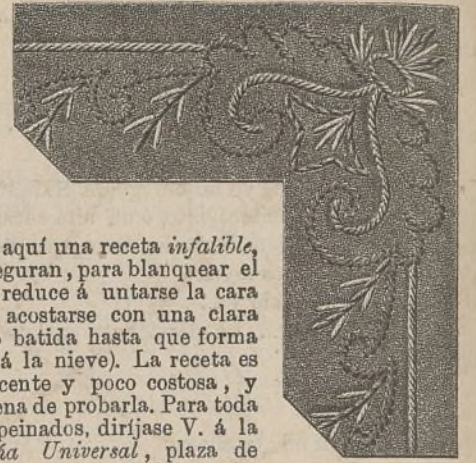 aquí una receta infalible,
eguran, para blanquear el
reduce á untarse la cara
acostarse con una clara
batida hasta que forma
á la nieve). La receta es
cente y poco costosa, y
ena de probarla. Para toda
peinados, diríjase V. á la
Universal, plaza de